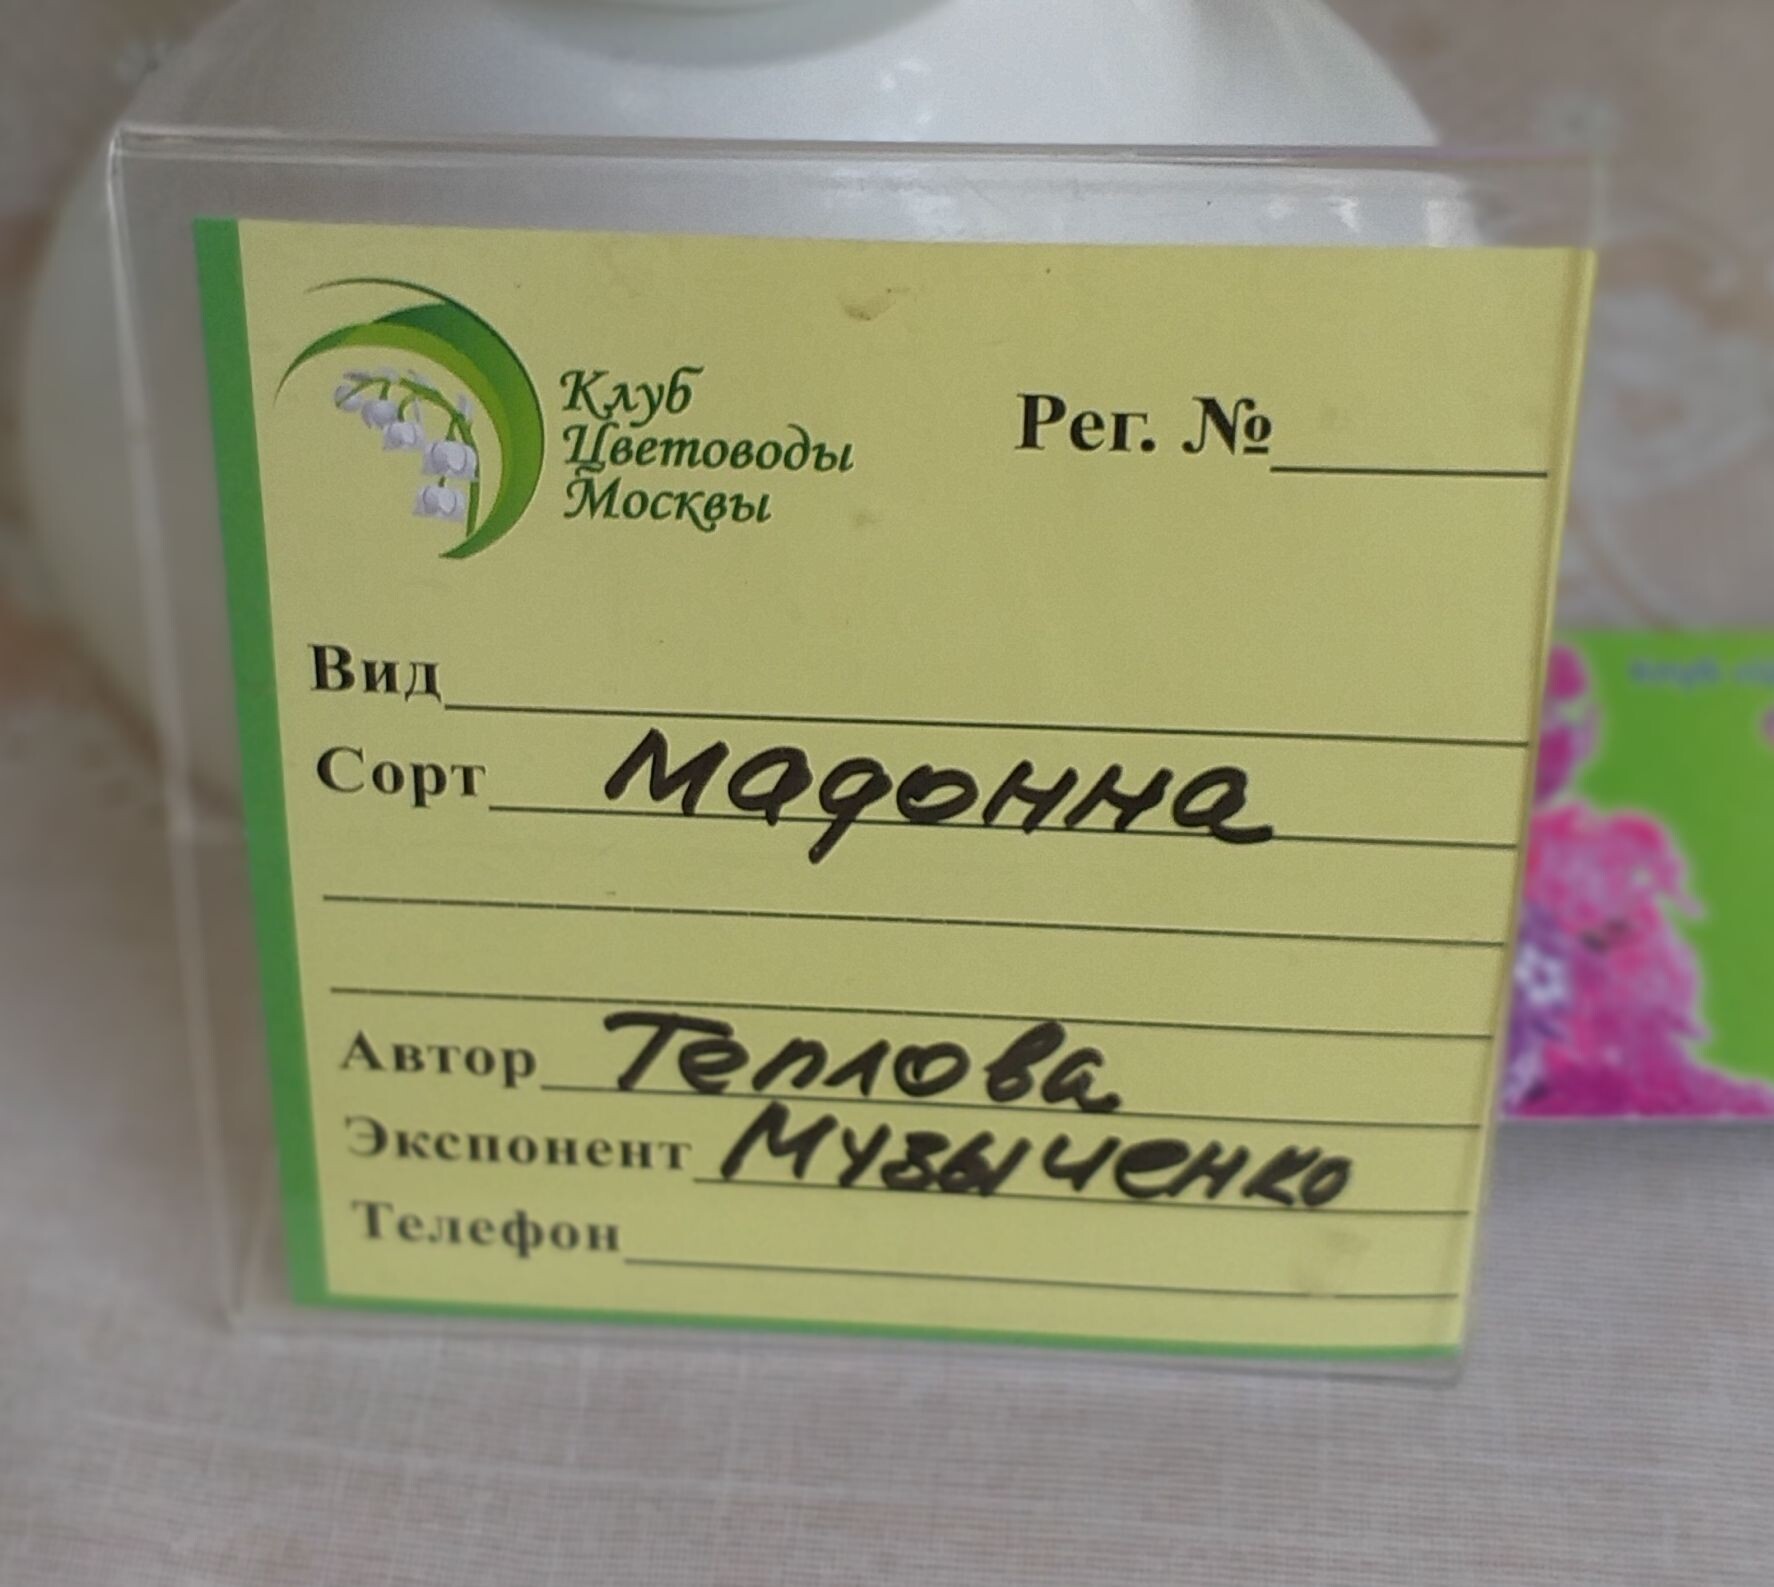 Клуб
Цветоводы
Москвы
Рег. №
Вид
Сорт мадонна
Автор Теплова
Экспонент Музыченко
Телефон